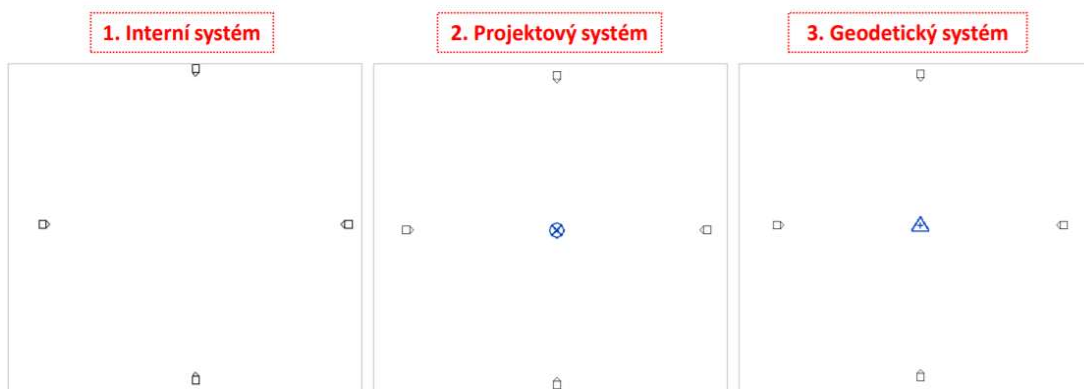 1. Interní systém
2. Projektový systém
3. Geodetický systém